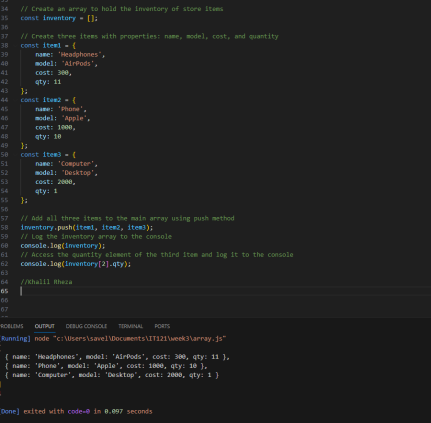 34 // Create an array to hold the inventory of store items
35 const inventory = [];
36
37 // Create three items with properties: name, model, cost, and quantity
38 const item1 = {
39 name: 'Headphones',
40 model: 'AirPods',
41 cost: 300,
42 qty: 11
43 };
44 const item2 = {
45 name: 'Phone',
46 model: 'Apple',
47 cost: 1000,
48 qty: 10
49 };
50 const item3 = {
51 name: 'Computer',
52 model: 'Desktop',
53 cost: 2000,
54 qty: 1
55 };
56
57 // Add all three items to the main array using push method
58 inventory.push(item1, item2, item3);
59 // Log the inventory array to the console
60 console.log(inventory);
61 // Access the quantity element of the third item and log it to the console
62 console.log(inventory[2].qty);
63
64 //Khalil Rheza
65
66
67
PROBLEMS OUTPUT DEBUG CONSOLE TERMINAL PORTS
[Running] node "c:\Users\savel\Documents\IT121\week3\array.js"
{ name: 'Headphones', model: 'AirPods', cost: 300, qty: 11 },
{ name: 'Phone', model: 'Apple', cost: 1000, qty: 10 },
{ name: 'Computer', model: 'Desktop', cost: 2000, qty: 1 }
]
[Done] exited with code=0 in 0.097 seconds